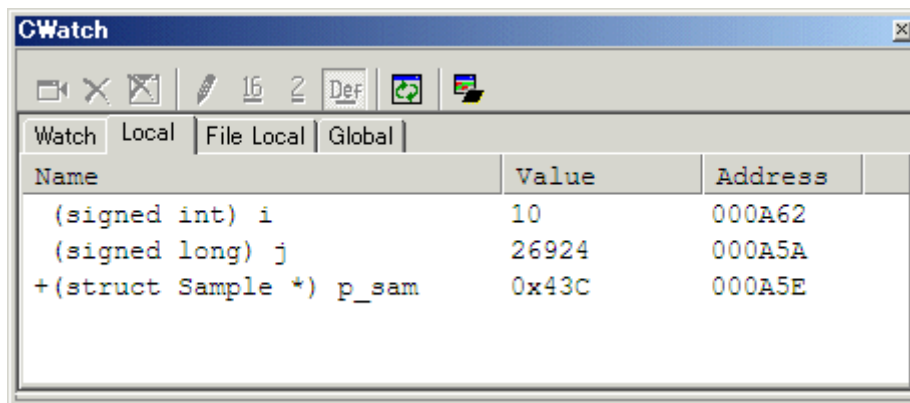 CWatch
16 2 Def
Watch Local File Local Global
Name Value Address
(signed int) i 10 000A62
(signed long) j 26924 000A5A
+(struct Sample *) p_sam 0x43C 000A5E